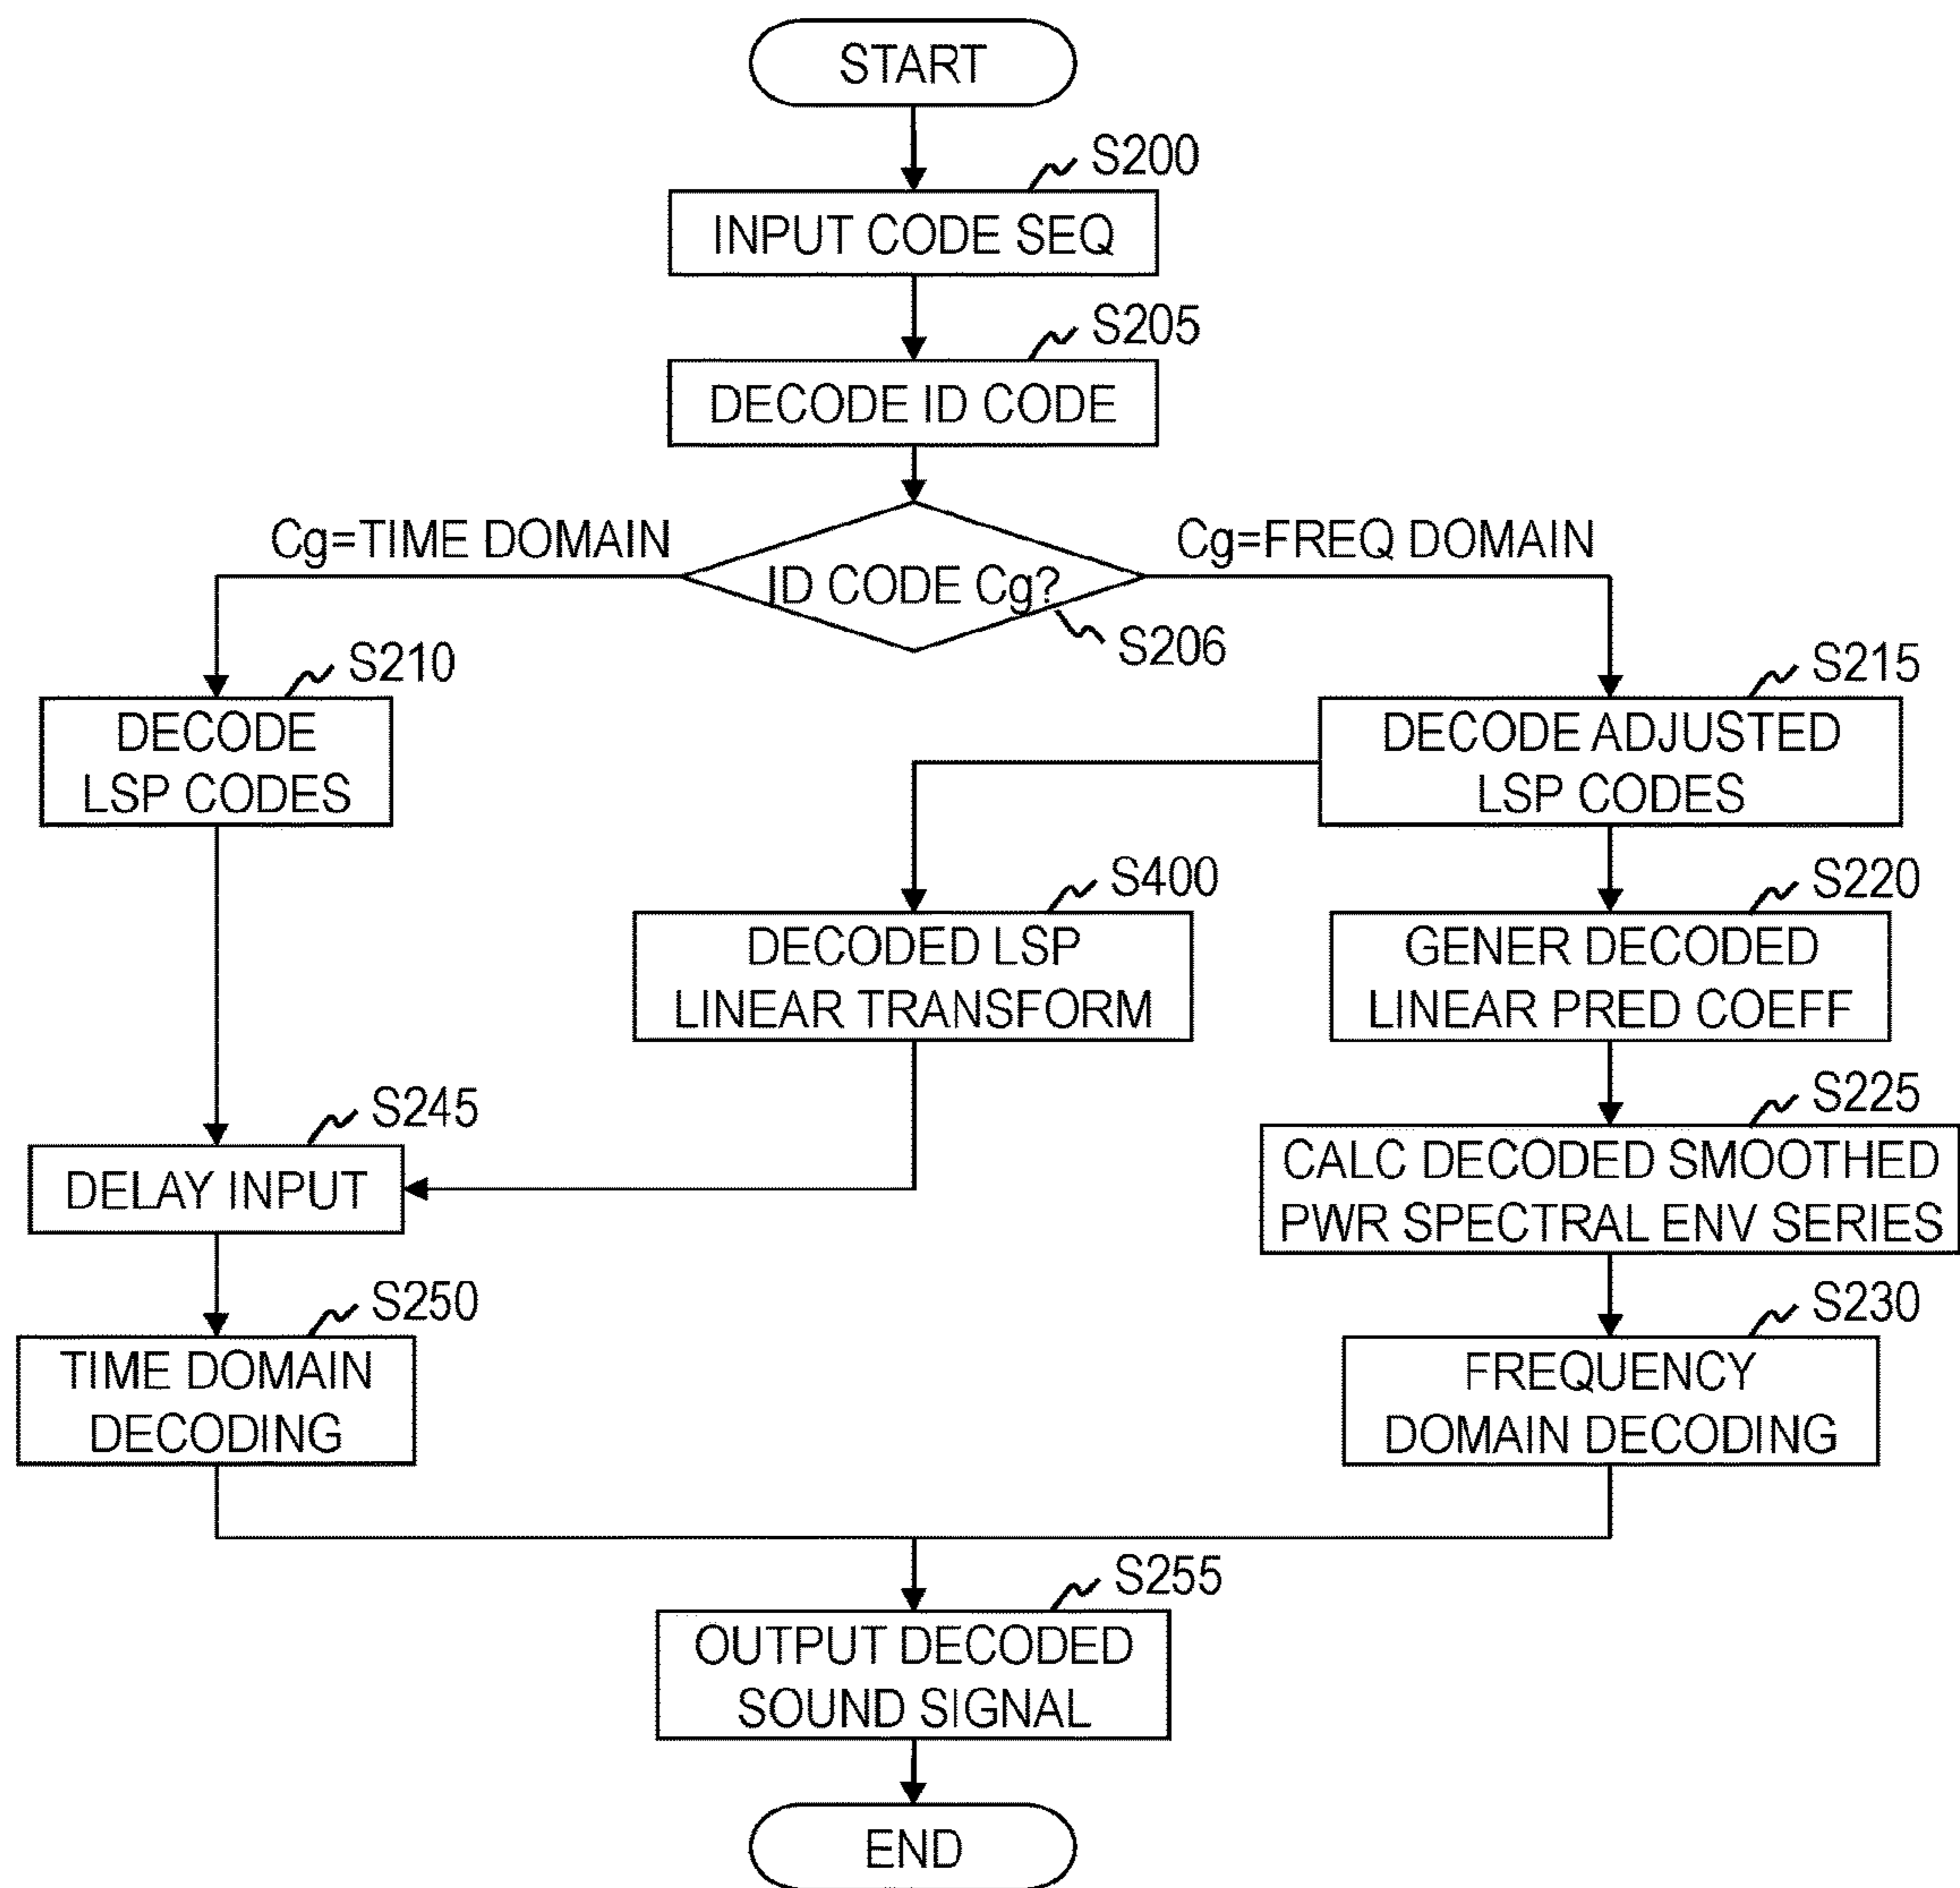 START
S200
INPUT CODE SEQ
S205
DECODE ID CODE
Cg=TIME DOMAIN
Cg=FREQ DOMAIN
ID CODE Cg?
S206
S210
DECODE
LSP CODES
S215
DECODE ADJUSTED
LSP CODES
S400
DECODED LSP
LINEAR TRANSFORM
S220
GENER DECODED
LINEAR PRED COEFF
S245
DELAY INPUT
S225
CALC DECODED SMOOTHED
PWR SPECTRAL ENV SERIES
S250
TIME DOMAIN
DECODING
S230
FREQUENCY
DOMAIN DECODING
S255
OUTPUT DECODED
SOUND SIGNAL
END